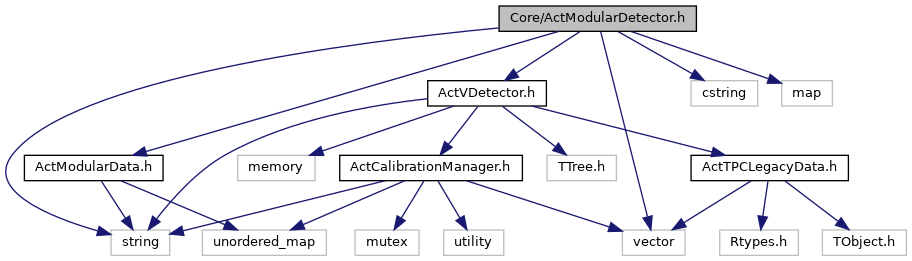 Core/ActModularDetector.h
ActVDetector.h
cstring
map
ActModularData.h
memory
ActCalibrationManager.h
TTree.h
ActTPCLegacyData.h
string
unordered_map
mutex
utility
vector
Rtypes.h
TObject.h